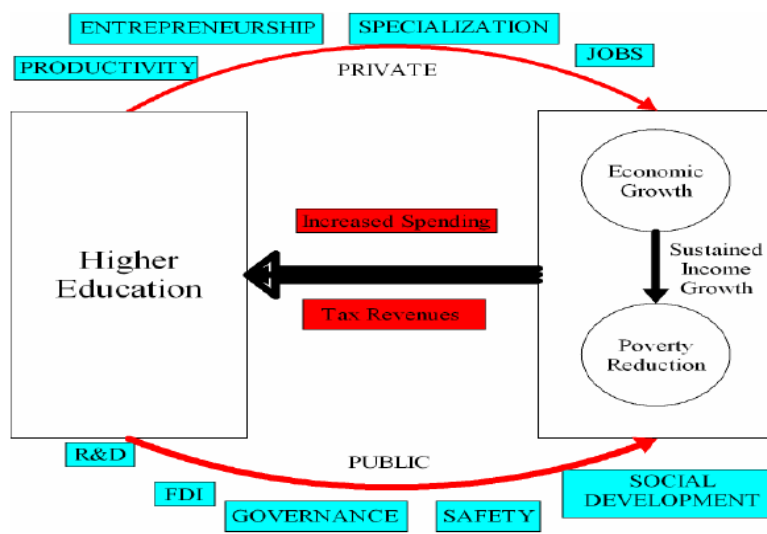 ENTREPRENEURSHIP
SPECIALIZATION
PRODUCTIVITY
PRIVATE
JOBS
Economic
Growth
Increased Spending
Higher
Education
Sustained
Income
Growth
Tax Revenues
Poverty
Reduction
R&D
PUBLIC
FDI
SOCIAL
DEVELOPMENT
GOVERNANCE
SAFETY